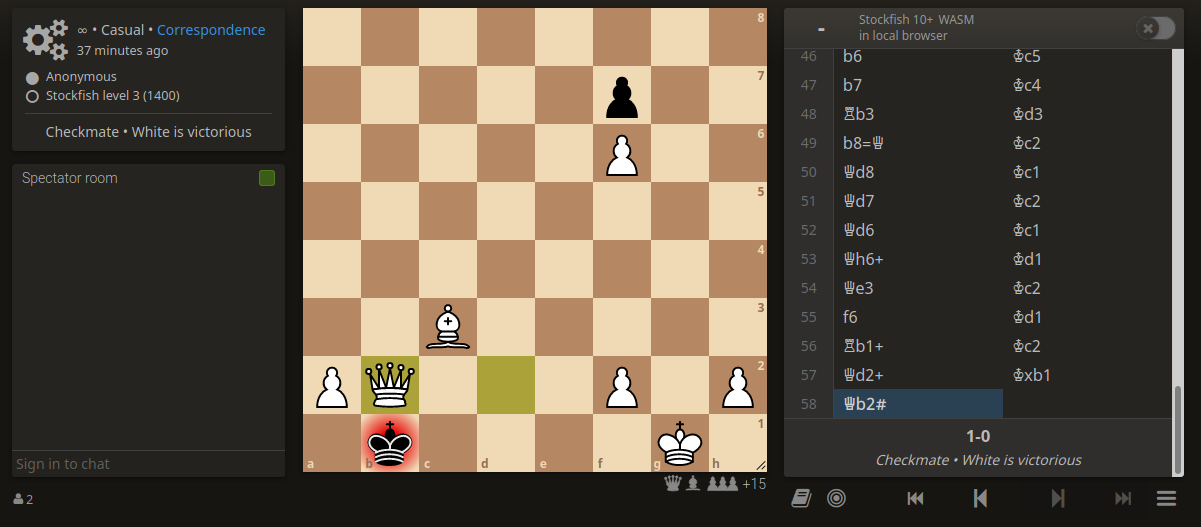 ∞ • Casual • Correspondence
37 minutes ago
Anonymous
Stockfish level 3 (1400)
Checkmate • White is victorious
Spectator room
Sign in to chat
2
8
7
6
5
4
3
2
1
a b c d e f g h
+15
-
Stockfish 10+ WASM
in local browser
46 b6 ♔c5
47 b7 ♔c4
48 ♖b3 ♔d3
49 b8=♕ ♔c2
50 ♕d8 ♔c1
51 ♕d7 ♔c2
52 ♕d6 ♔c1
53 ♕h6+ ♔d1
54 ♕e3 ♔c2
55 f6 ♔d1
56 ♖b1+ ♔c2
57 ♕d2+ ♔xb1
58 ♕b2#
1-0
Checkmate • White is victorious